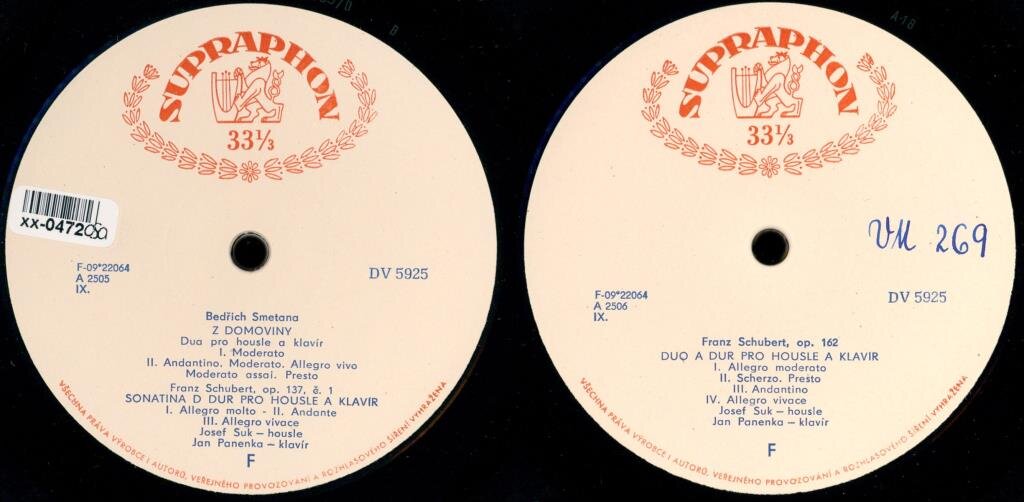 SUPRAPHON
33⅓
B
xx-0472
F-09*22064
A 2505
IX.
DV 5925
Bedřich Smetana
Z DOMOVINY
Dua pro housle a klavír
I. Moderato
II. Andantino. Moderato. Allegro vivo
Moderato assai. Presto
Franz Schubert, op. 137, č. 1
SONATINA D DUR PRO HOUSLE A KLAVÍR
I. Allegro molto - II. Andante
III. Allegro vivace
Josef Suk – housle
Jan Panenka – klavír
F
VŠECHNA PRÁVA VÝROBCE I AUTORŮ, VEŘEJNÉHO PROVOZOVÁNÍ A ROZHLASOVÉHO ŠÍŘENÍ VYHRAŽENA
A-18
SUPRAPHON
33⅓
VM 269
F-09*22064
A 2506
IX.
DV 5925
Franz Schubert, op. 162
DUO A DUR PRO HOUSLE A KLAVÍR
I. Allegro moderato
II. Scherzo. Presto
III. Andantino
IV. Allegro vivace
Josef Suk – housle
Jan Panenka – klavír
F
VŠECHNA PRÁVA VÝROBCE I AUTORŮ, VEŘEJNÉHO PROVOZOVÁNÍ A ROZHLASOVÉHO ŠÍŘENÍ VYHRAŽENA